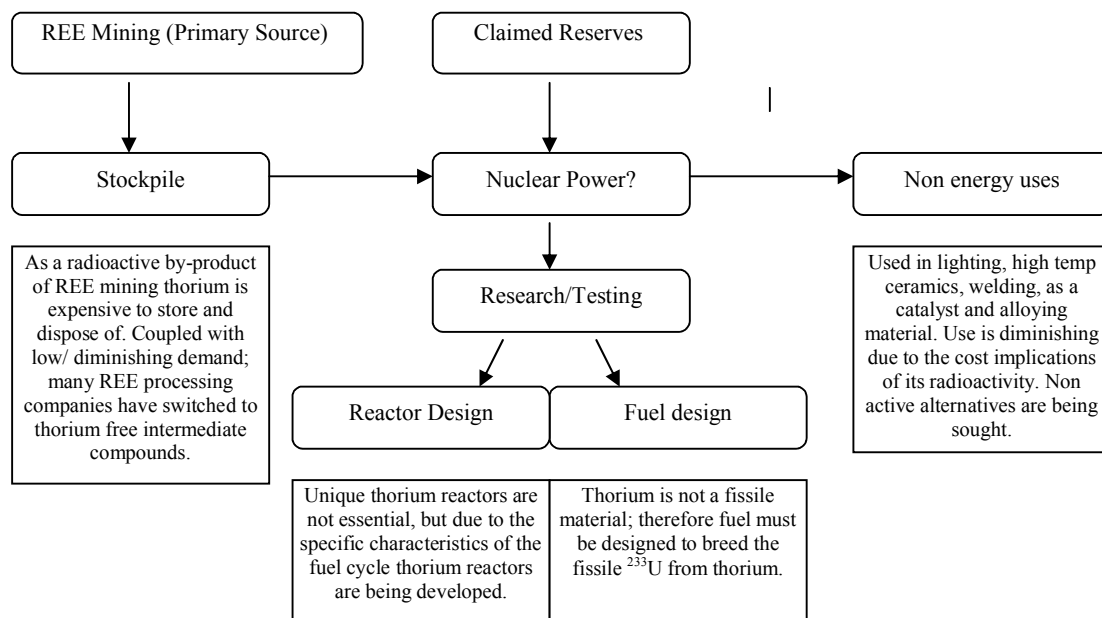 REE Mining (Primary Source)
Claimed Reserves
Stockpile
Nuclear Power?
Non energy uses
As a radioactive by-product
of REE mining thorium is
expensive to store and
dispose of. Coupled with
low/ diminishing demand;
many REE processing
companies have switched to
thorium free intermediate
compounds.
Research/Testing
Used in lighting, high temp
ceramics, welding, as a
catalyst and alloying
material. Use is diminishing
due to the cost implications
of its radioactivity. Non
active alternatives are being
sought.
Reactor Design
Fuel design
Unique thorium reactors are
not essential, but due to the
specific characteristics of the
fuel cycle thorium reactors
are being developed.
Thorium is not a fissile
material; therefore fuel must
be designed to breed the
fissile ²³³U from thorium.